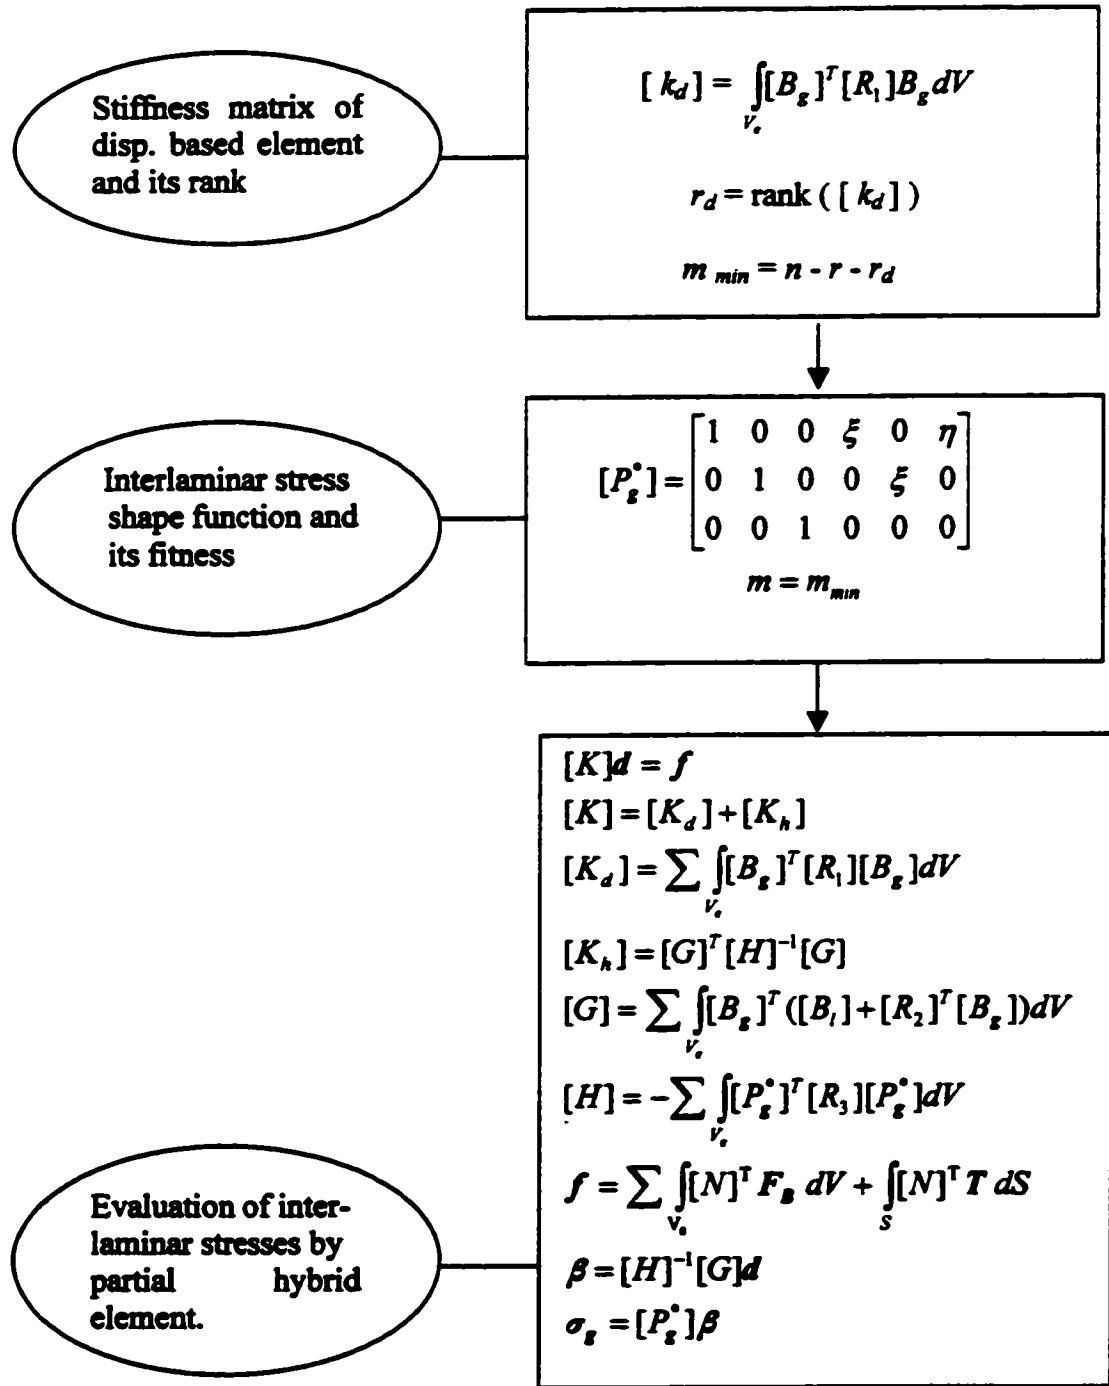 Stiffness matrix of
disp. based element
and its rank
[ k_d ] = ∫_{V_e} [B_g]^T [R_1] B_g dV
r_d = rank ( [ k_d ] )
m_min = n - r - r_d
Interlaminar stress
shape function and
its fitness
[P_g^*] = [1 0 0 ξ 0 η
0 1 0 0 ξ 0
0 0 1 0 0 0]
m = m_min
Evaluation of inter-
laminar stresses by
partial hybrid
element.
[K]d = f
[K] = [K_d] + [K_h]
[K_d] = ∑ ∫_{V_e} [B_g]^T [R_1][B_g] dV
[K_h] = [G]^T [H]^{-1} [G]
[G] = ∑ ∫_{V_e} [B_g]^T ([B_l] + [R_2]^T [B_g]) dV
[H] = -∑ ∫_{V_e} [P_g^*]^T [R_3][P_g^*] dV
f = ∑ ∫_{V_e} [N]^T F_B dV + ∫_S [N]^T T dS
β = [H]^{-1} [G]d
σ_g = [P_g^*]β